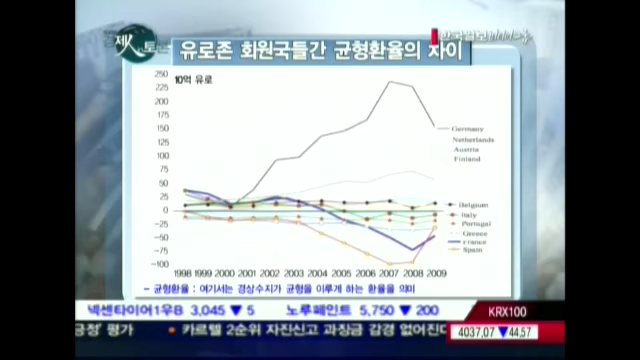 유로존 회원국들간 균형환율의 차이
10억 유로
250
225
200
175
150
125
100
75
50
25
0
−25
−50
−75
−100
1998 1999 2000 2001 2002 2003 2004 2005 2006 2007 2008 2009
Germany
Netherlands
Austria
Finland
Belgium
Italy
Portugal
Greece
France
Spain
– 균형환율 : 여기서는 경상수지가 균형을 이루게 하는 환율을 의미
넥센타이어1우B 3,045 ▼ 5 노루페인트 5,750 ▼ 200
KRX100
긍정' 평가 • 카르텔 2순위 자진신고 과징금 감경 없어진다
4037,07 ▼44,57